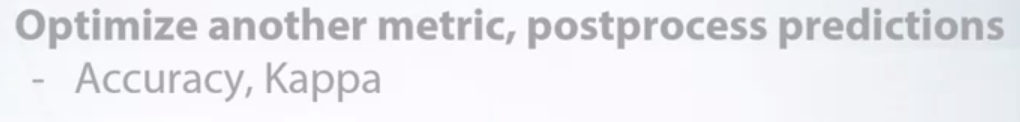 Optimize another metric, postprocess predictions
- Accuracy, Kappa